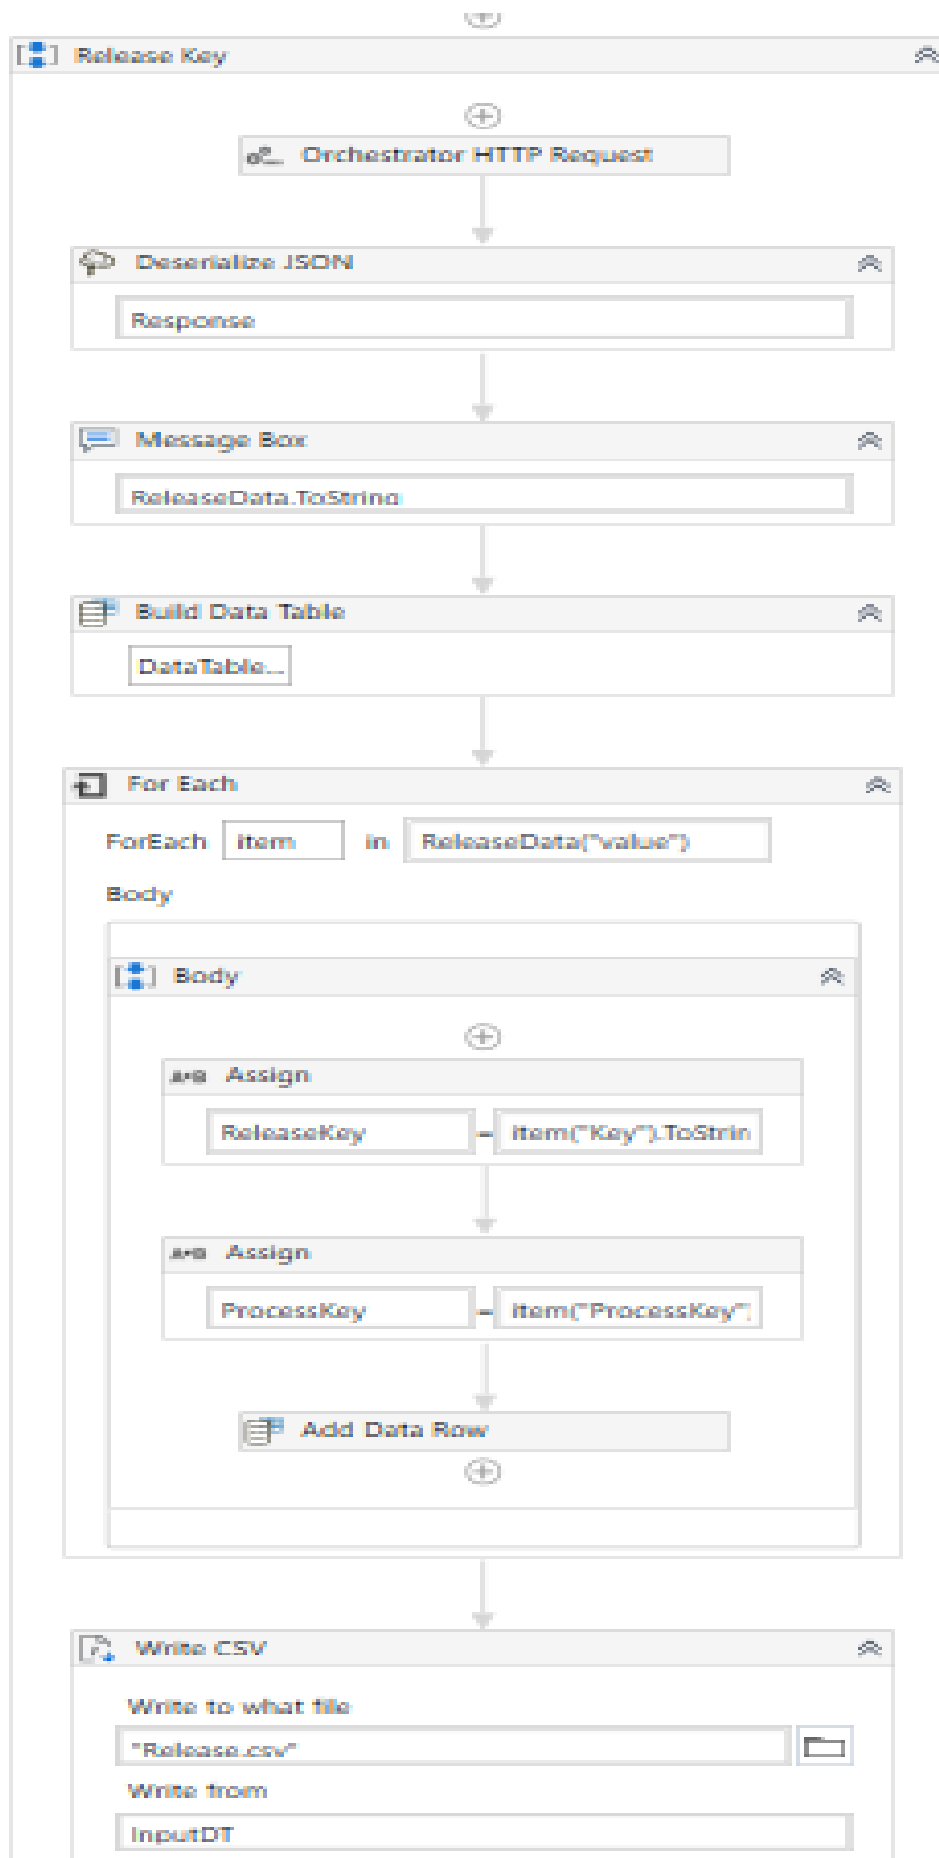 Release Key
Orchestrator HTTP Request
Deserialize JSON
Response
Message Box
ReleaseData.ToString
Build Data Table
DataTable...
For Each
ForEach item in ReleaseData("value")
Body
Body
A+B Assign
ReleaseKey = item("Key").ToStrin
A+B Assign
ProcessKey = item("ProcessKey")
Add Data Row
Write CSV
Write to what file
"Release.csv"
Write from
InputDT